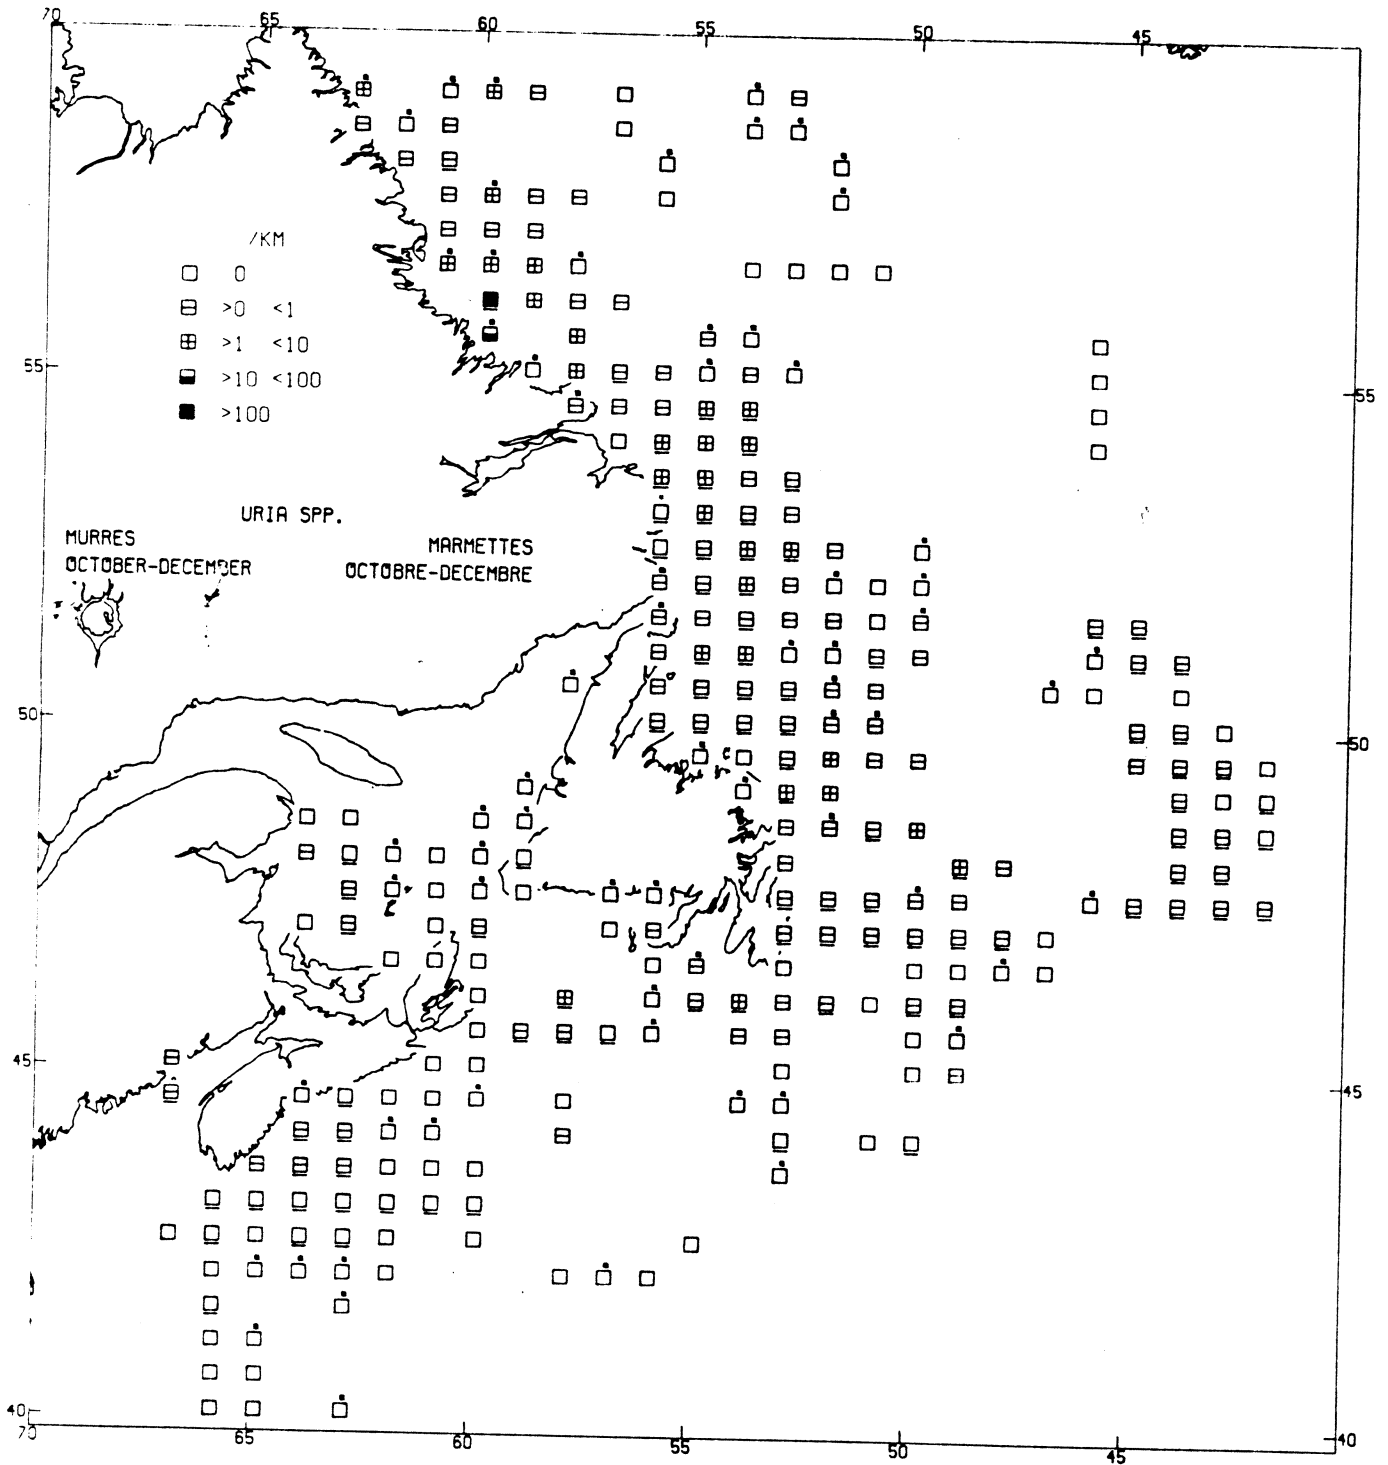 70 65 60 55 50 45
/KM
0
>0 <1
>1 <10
>10 <100
>100
55 55
URIA SPP.
MURRES MARMETTES
OCTOBER-DECEMBER OCTOBRE-DECEMBRE
50 50
45 45
40 40
70 65 60 55 50 45